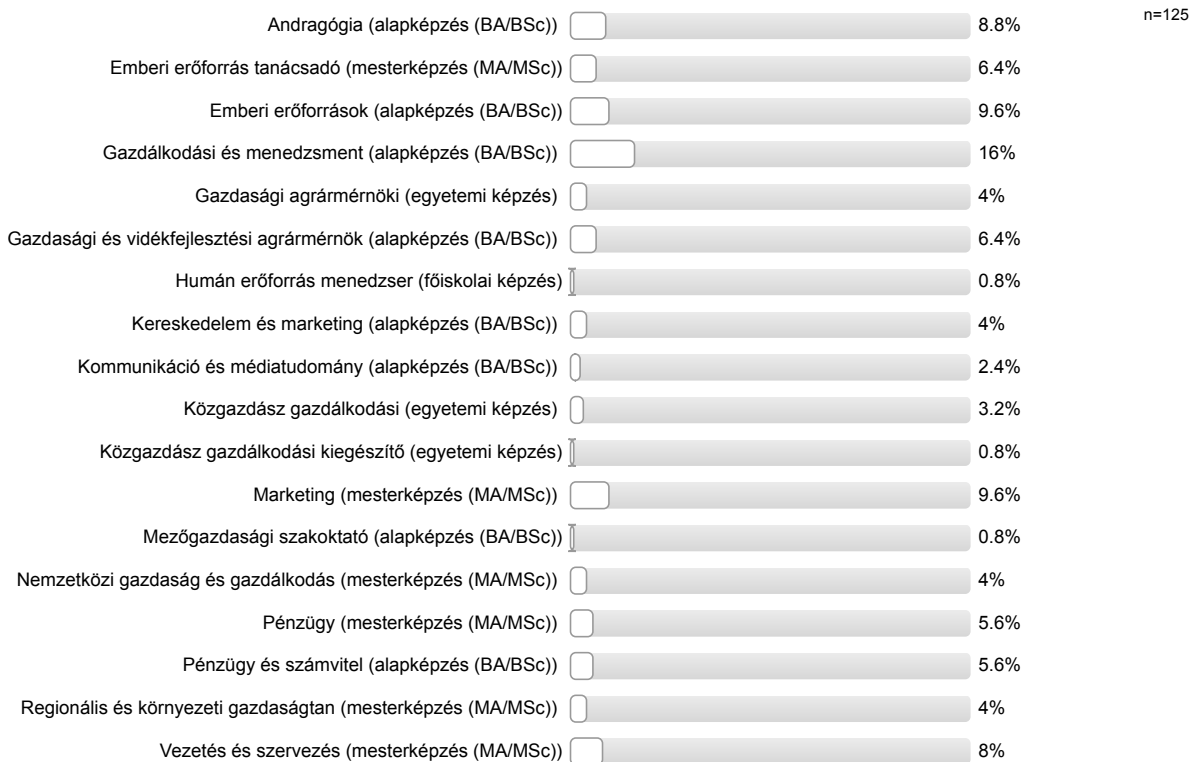 n=125
Andragógia (alapképzés (BA/BSc)) 8.8%
Emberi erőforrás tanácsadó (mesterképzés (MA/MSc)) 6.4%
Emberi erőforrások (alapképzés (BA/BSc)) 9.6%
Gazdálkodási és menedzsment (alapképzés (BA/BSc)) 16%
Gazdasági agrármérnöki (egyetemi képzés) 4%
Gazdasági és vidékfejlesztési agrármérnök (alapképzés (BA/BSc)) 6.4%
Humán erőforrás menedzser (főiskolai képzés) 0.8%
Kereskedelem és marketing (alapképzés (BA/BSc)) 4%
Kommunikáció és médiatudomány (alapképzés (BA/BSc)) 2.4%
Közgazdász gazdálkodási (egyetemi képzés) 3.2%
Közgazdász gazdálkodási kiegészítő (egyetemi képzés) 0.8%
Marketing (mesterképzés (MA/MSc)) 9.6%
Mezőgazdasági szakoktató (alapképzés (BA/BSc)) 0.8%
Nemzetközi gazdaság és gazdálkodás (mesterképzés (MA/MSc)) 4%
Pénzügy (mesterképzés (MA/MSc)) 5.6%
Pénzügy és számvitel (alapképzés (BA/BSc)) 5.6%
Regionális és környezeti gazdaságtan (mesterképzés (MA/MSc)) 4%
Vezetés és szervezés (mesterképzés (MA/MSc)) 8%